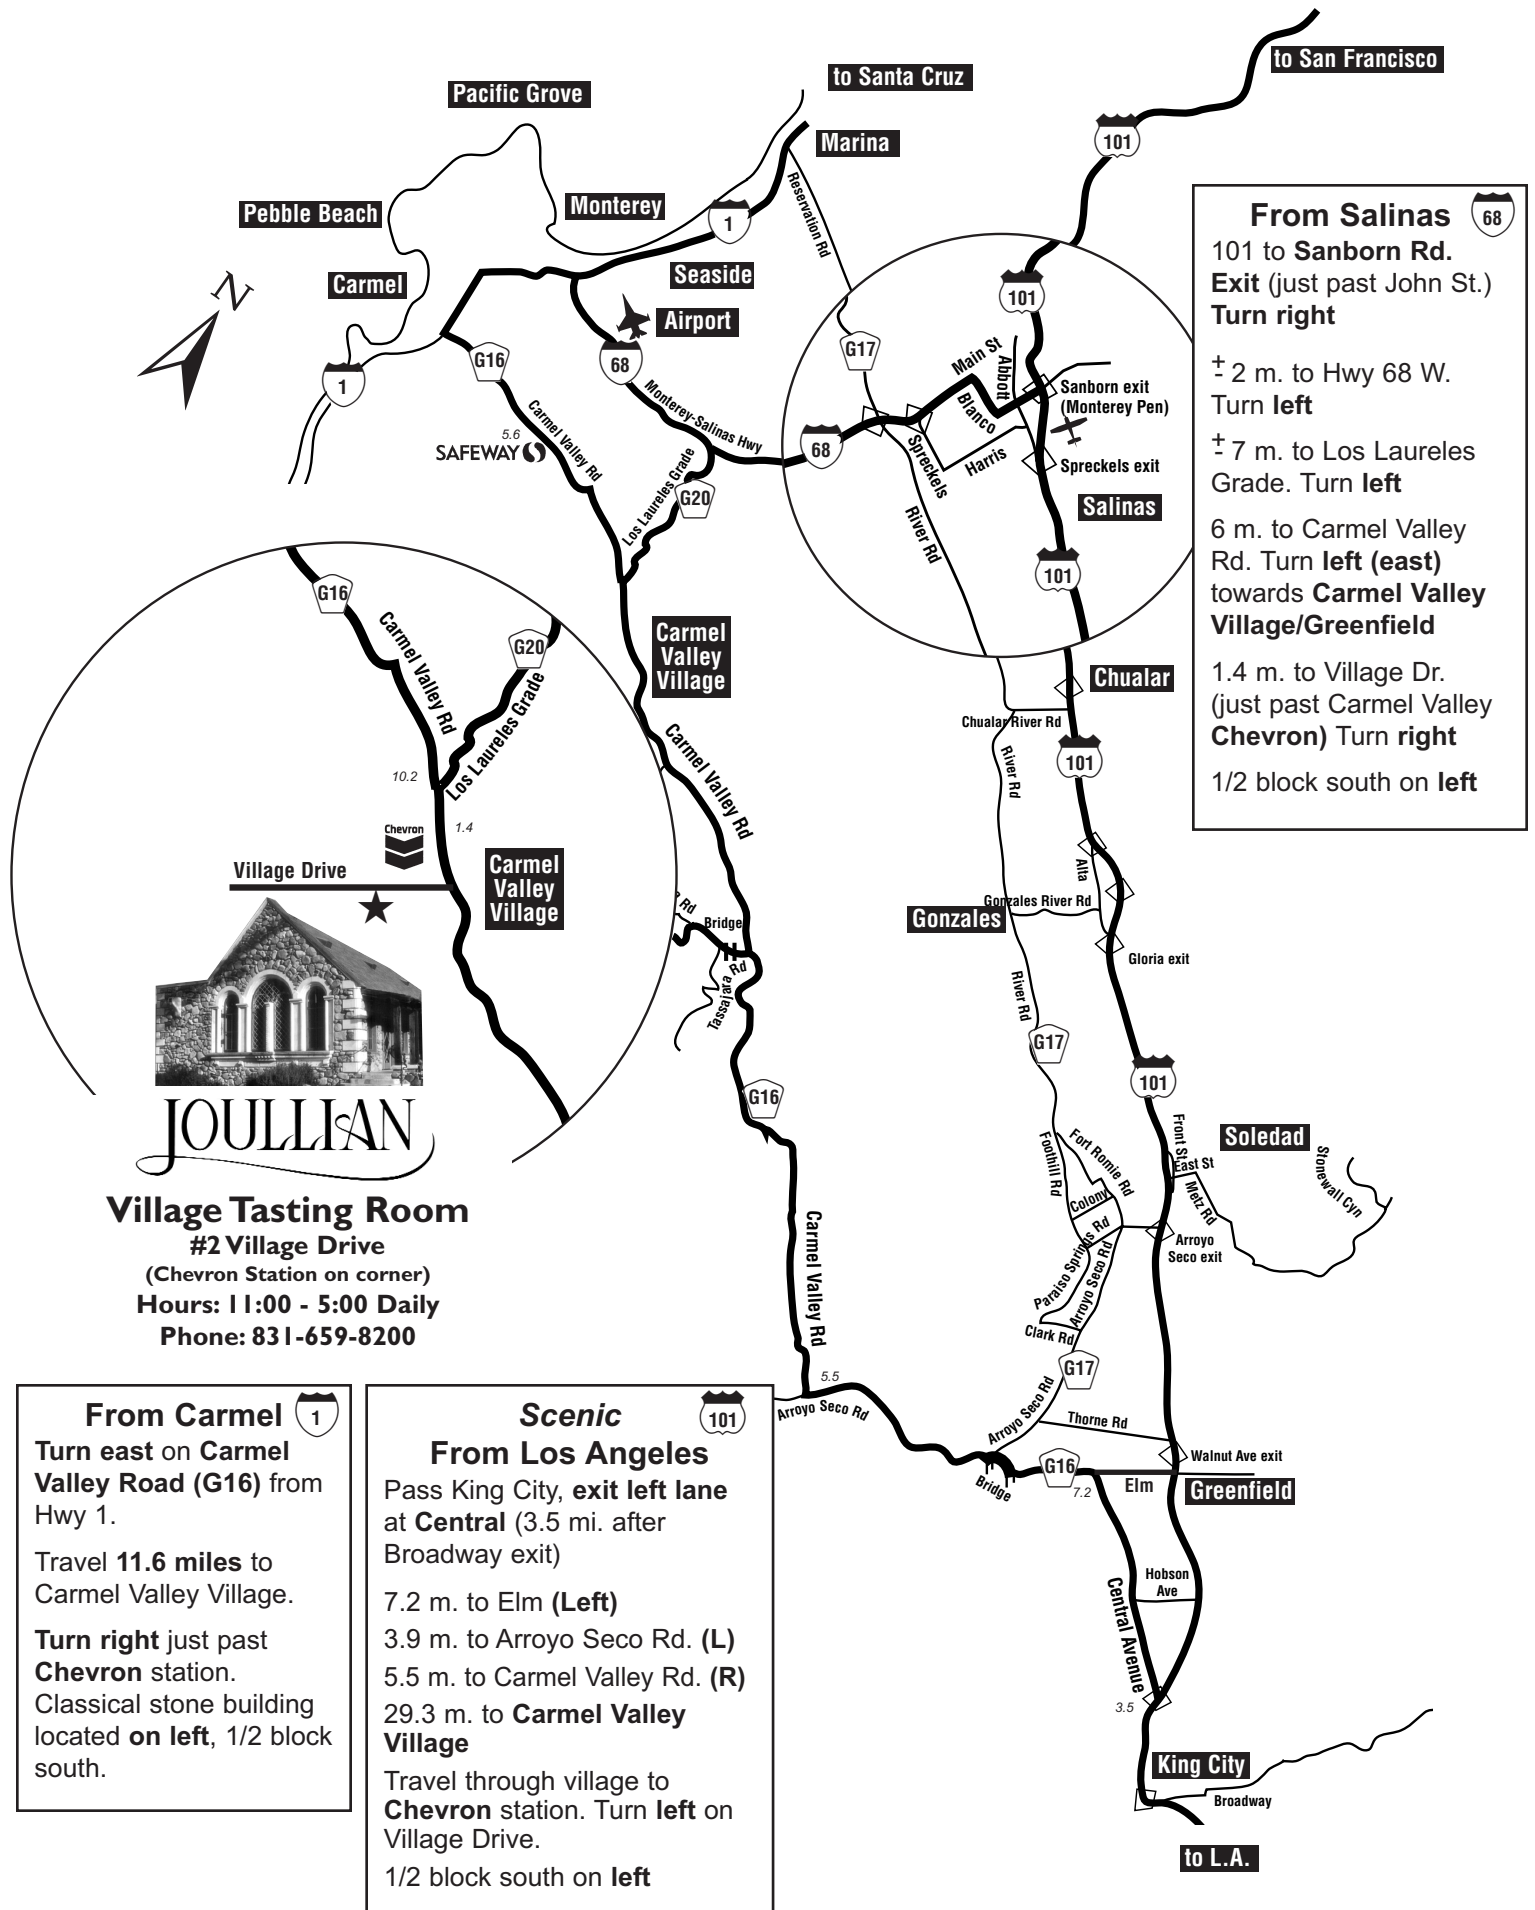 to San Francisco
to Santa Cruz
Pacific Grove
101
Marina
Reservation Rd
Monterey
Pebble Beach
1
Seaside
Carmel
N
Airport
101
G17
G16
68
1
Main St
Abbott
Blanco
Sanborn exit
(Monterey Pen)
Monterey-Salinas Hwy
Carmel Valley Rd
5.6
SAFEWAY
68
Spreckels
Harris
Spreckels exit
Los Laureles Grade
G20
Salinas
River Rd
101
From Salinas
68
101 to Sanborn Rd.
Exit (just past John St.)
Turn right
+
- 2 m. to Hwy 68 W.
Turn left
+
- 7 m. to Los Laureles
Grade. Turn left
6 m. to Carmel Valley
Rd. Turn left (east)
towards Carmel Valley
Village/Greenfield
1.4 m. to Village Dr.
(just past Carmel Valley
Chevron) Turn right
1/2 block south on left
G16
Carmel Valley Rd
G20
Los Laureles Grade
10.2
1.4
Chevron
Village Drive
Carmel
Valley
Village
JOULLIAN
Village Tasting Room
#2 Village Drive
(Chevron Station on corner)
Hours: 11:00 - 5:00 Daily
Phone: 831-659-8200
Carmel
Valley
Village
Carmel Valley Rd
Rd
Bridge
Tassajara Rd
G16
Carmel Valley Rd
Chualar
Chualar River Rd
River Rd
101
Alta
Gonzales River Rd
Gonzales
Gloria exit
River Rd
G17
101
Front St
East St
Soledad
Metz Rd
Stonewall Cyn
Foothill Rd
Fort Romie Rd
Colony
Paraiso Springs Rd
Arroyo Seco Rd
Arroyo
Seco exit
Clark Rd
G17
5.5
Arroyo Seco Rd
Arroyo Seco Rd
Thorne Rd
Walnut Ave exit
Bridge
G16
7.2
Elm
Greenfield
Hobson
Ave
Central Avenue
3.5
King City
Broadway
to L.A.
From Carmel
1
Turn east on Carmel
Valley Road (G16) from
Hwy 1.
Travel 11.6 miles to
Carmel Valley Village.
Turn right just past
Chevron station.
Classical stone building
located on left, 1/2 block
south.
Scenic
101
From Los Angeles
Pass King City, exit left lane
at Central (3.5 mi. after
Broadway exit)
7.2 m. to Elm (Left)
3.9 m. to Arroyo Seco Rd. (L)
5.5 m. to Carmel Valley Rd. (R)
29.3 m. to Carmel Valley
Village
Travel through village to
Chevron station. Turn left on
Village Drive.
1/2 block south on left